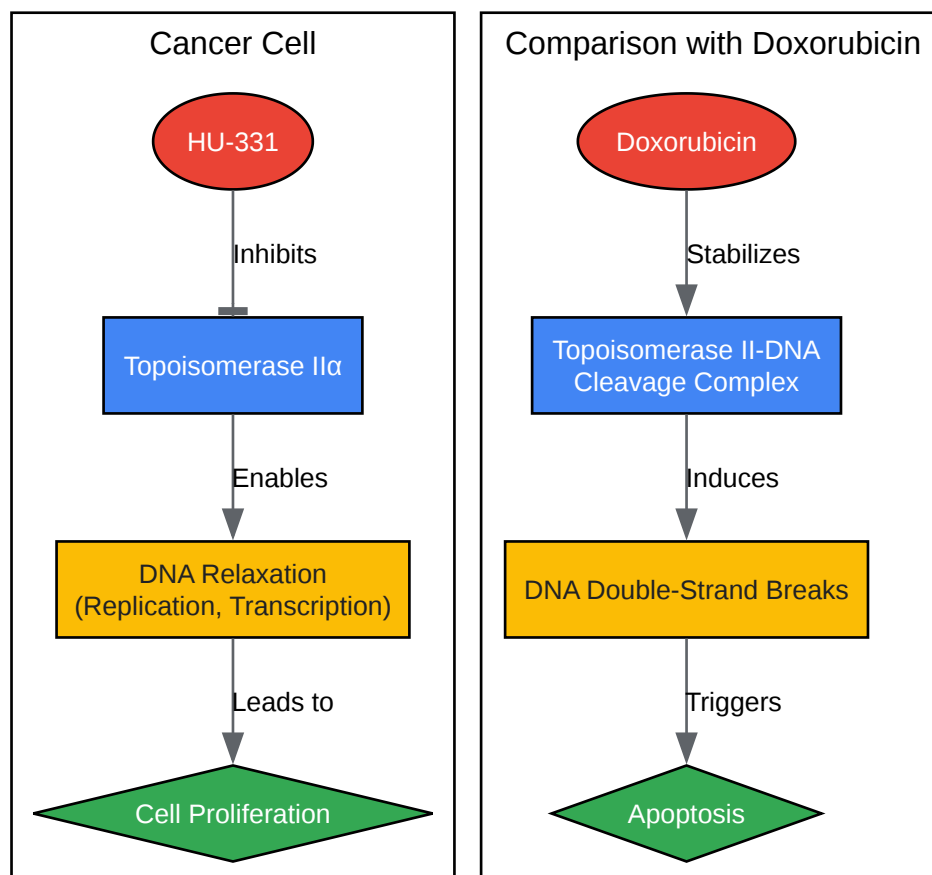 Cancer Cell
HU-331
Inhibits
Topoisomerase IIα
Enables
DNA Relaxation
(Replication, Transcription)
Leads to
Cell Proliferation
Comparison with Doxorubicin
Doxorubicin
Stabilizes
Topoisomerase II-DNA
Cleavage Complex
Induces
DNA Double-Strand Breaks
Triggers
Apoptosis